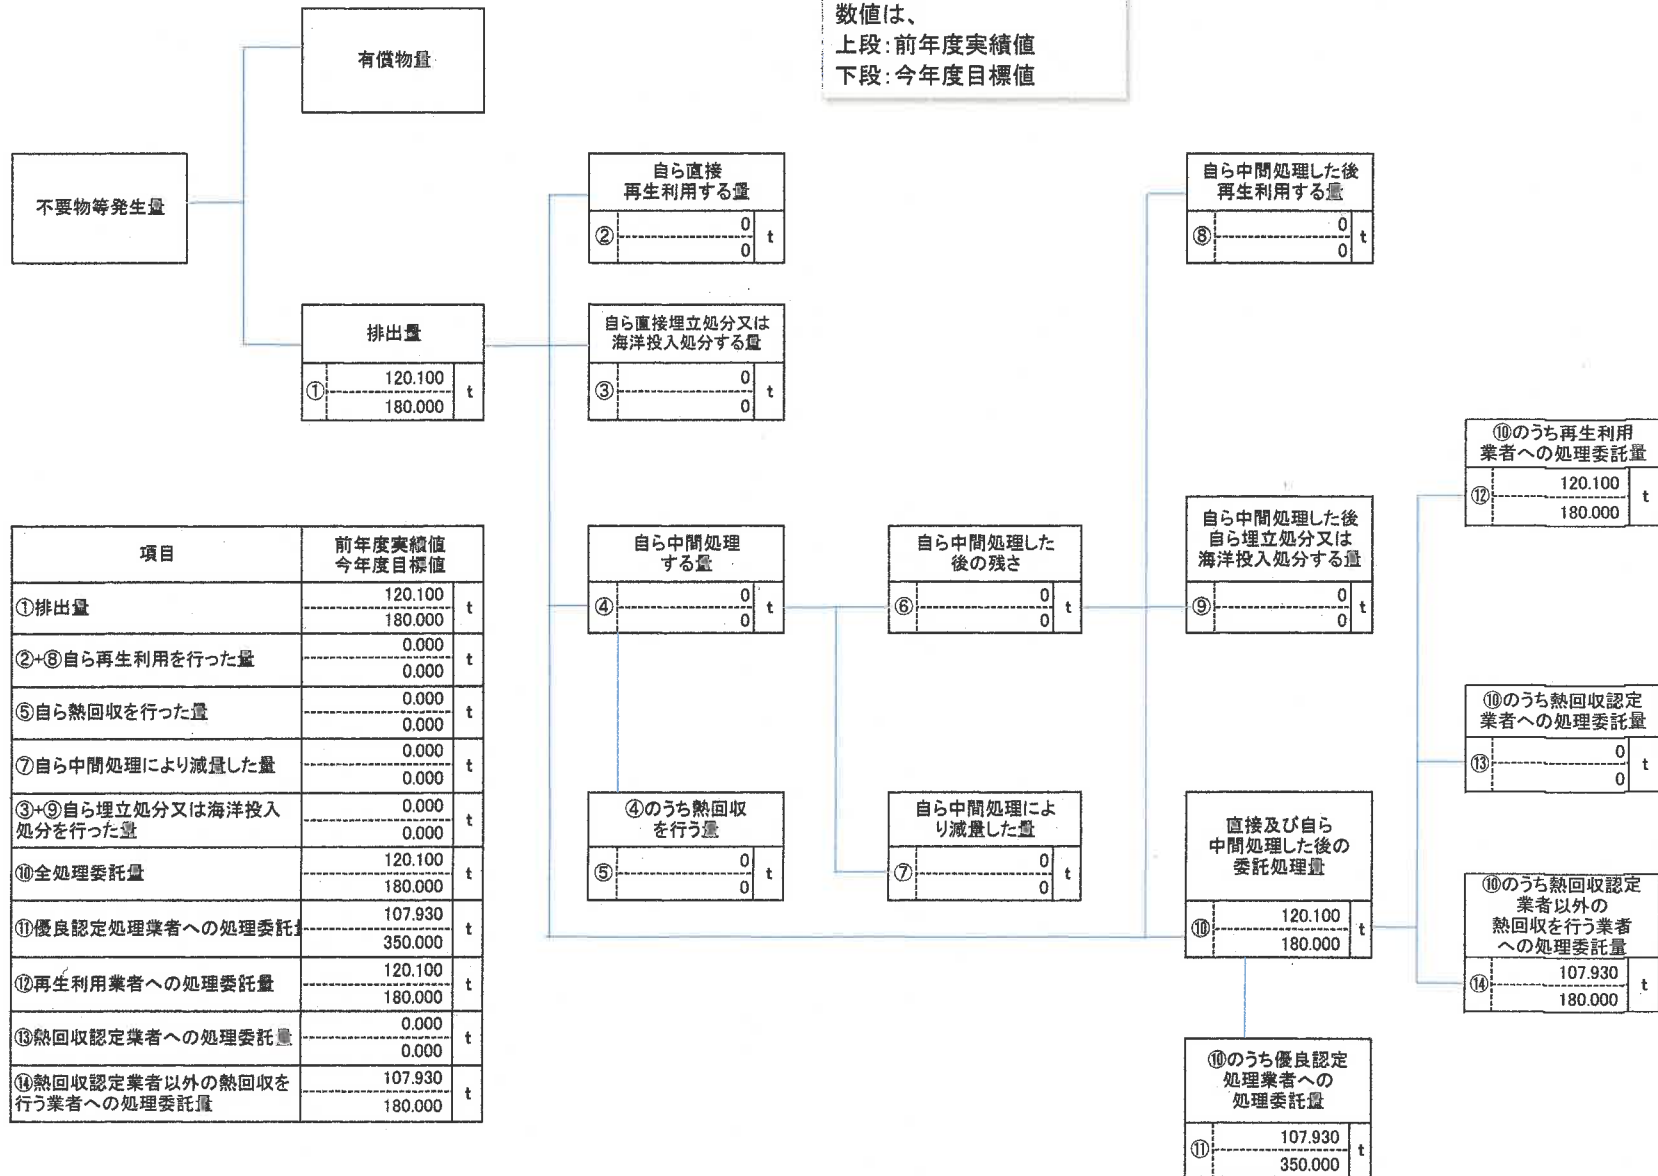 数値は、
上段:前年度実績値
下段:今年度目標値
有償物量
不要物等発生量
排出量
①
120.100
180.000
t
自ら直接
再生利用する量
②
0
0
t
自ら直接埋立処分又は
海洋投入処分する量
③
0
0
t
自ら中間処理
する量
④
0
0
t
④のうち熱回収
を行う量
⑤
0
0
t
自ら中間処理した
後の残さ
⑥
0
0
t
自ら中間処理によ
り減量した量
⑦
0
0
t
自ら中間処理した後
再生利用する量
⑧
0
0
t
自ら中間処理した後
自ら埋立処分又は
海洋投入処分する量
⑨
0
0
t
直接及び自ら
中間処理した後の
委託処理量
⑩
120.100
180.000
t
⑩のうち優良認定
処理業者への
処理委託量
⑪
107.930
350.000
t
⑩のうち再生利用
業者への処理委託量
⑫
120.100
180.000
t
⑩のうち熱回収認定
業者への処理委託量
⑬
0
0
t
⑩のうち熱回収認定
業者以外の
熱回収を行う業者
への処理委託量
⑭
107.930
180.000
t
項目
前年度実績値
今年度目標値
①排出量
120.100
180.000
t
②+⑧自ら再生利用を行った量
0.000
0.000
t
⑤自ら熱回収を行った量
0.000
0.000
t
⑦自ら中間処理により減量した量
0.000
0.000
t
③+⑨自ら埋立処分又は海洋投入
処分を行った量
0.000
0.000
t
⑩全処理委託量
120.100
180.000
t
⑪優良認定処理業者への処理委託
107.930
350.000
t
⑫再生利用業者への処理委託量
120.100
180.000
t
⑬熱回収認定業者への処理委託量
0.000
0.000
t
⑭熱回収認定業者以外の熱回収を
行う業者への処理委託量
107.930
180.000
t